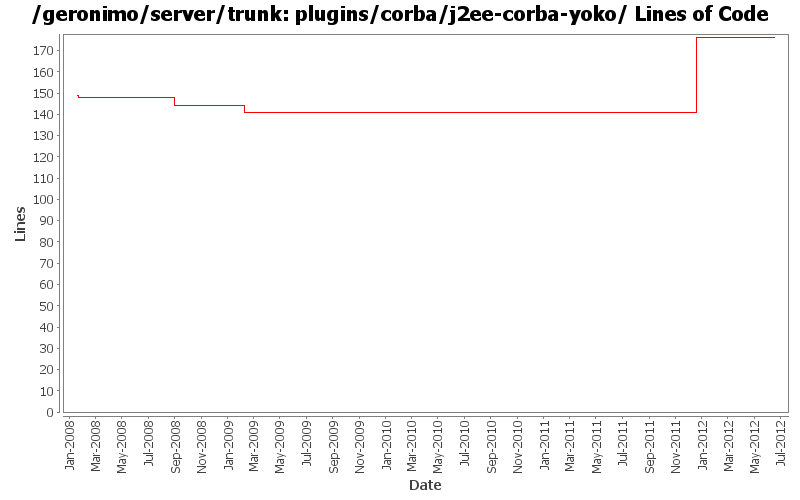 /geronimo/server/trunk: plugins/corba/j2ee-corba-yoko/ Lines of Code
170
160
150
140
130
120
110
100
90
80
70
60
50
40
30
20
10
0
Lines
Jan-2008
Mar-2008
May-2008
Jul-2008
Sep-2008
Nov-2008
Jan-2009
Mar-2009
May-2009
Jul-2009
Sep-2009
Nov-2009
Jan-2010
Mar-2010
May-2010
Jul-2010
Sep-2010
Nov-2010
Jan-2011
Mar-2011
May-2011
Jul-2011
Sep-2011
Nov-2011
Jan-2012
Mar-2012
May-2012
Jul-2012
Date